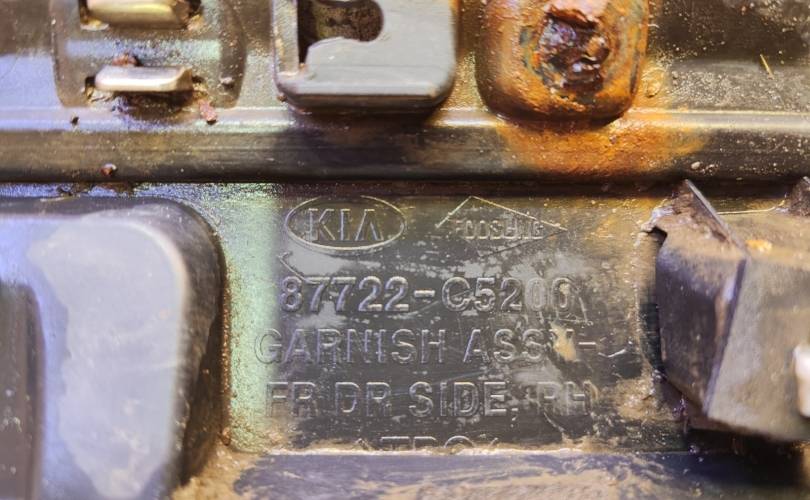 KIA
87722-C5200
GARNISH ASSY-
FR DR SIDE, RH